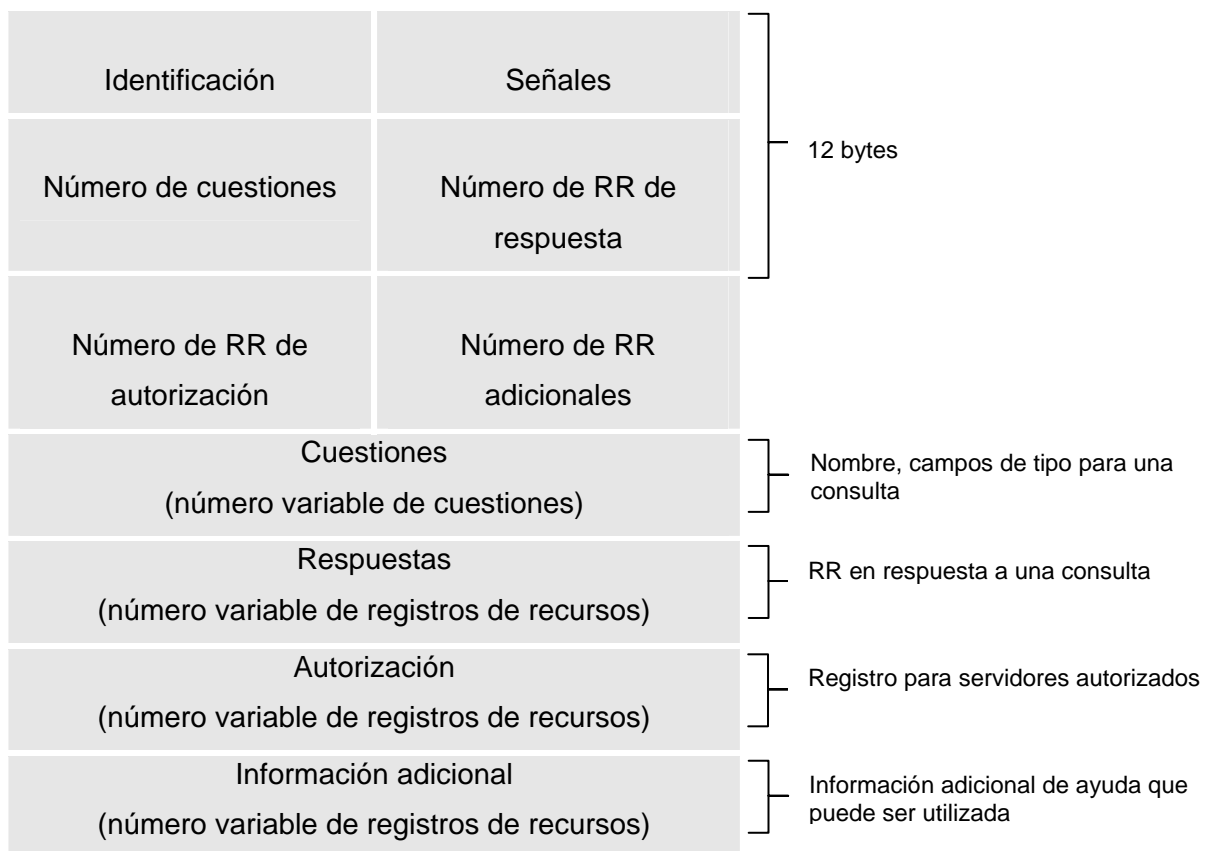 Identificación
Señales
12 bytes
Número de cuestiones
Número de RR de
respuesta
Número de RR de
autorización
Número de RR
adicionales
Cuestiones
(número variable de cuestiones)
Nombre, campos de tipo para una
consulta
Respuestas
(número variable de registros de recursos)
RR en respuesta a una consulta
Autorización
(número variable de registros de recursos)
Registro para servidores autorizados
Información adicional
(número variable de registros de recursos)
Información adicional de ayuda que
puede ser utilizada